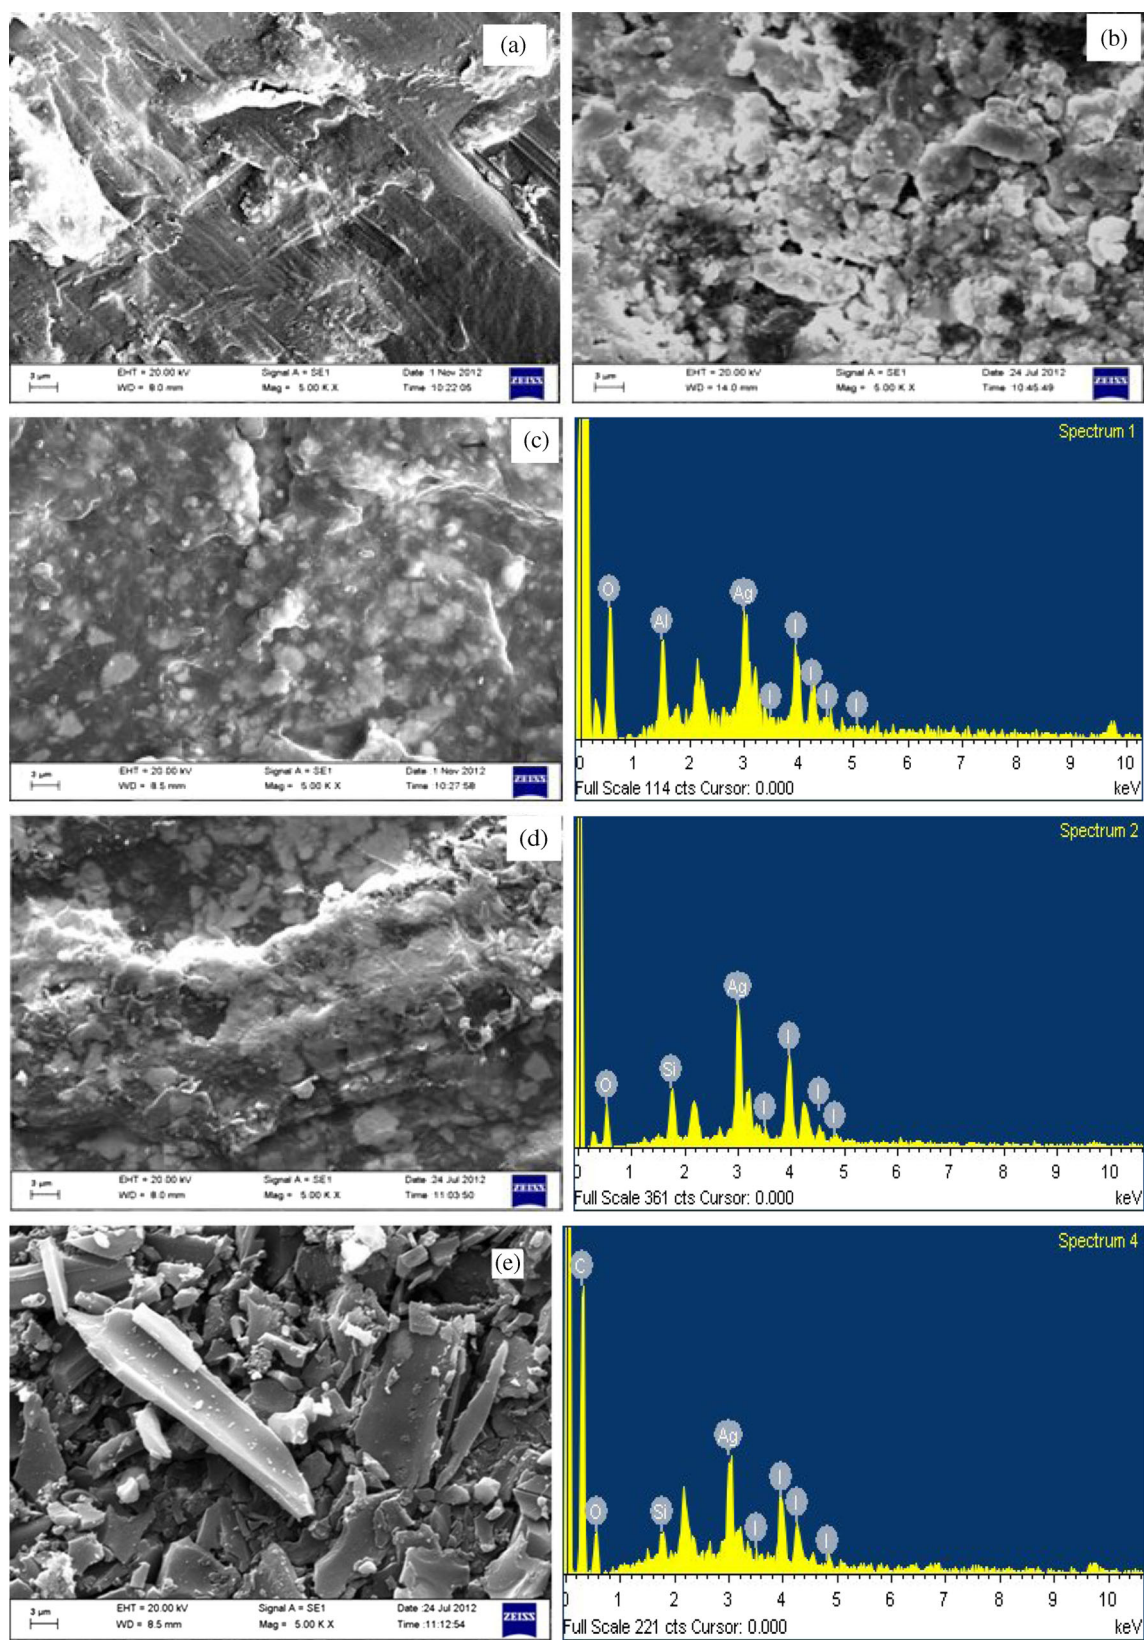 (a)
3 µm
EHT = 20.00 kV
WD = 8.0 mm
Signal A = SE1
Mag = 5.00 K X
Date :1 Nov 2012
Time :10:22:05
ZEISS
(b)
3 µm
EHT = 20.00 kV
WD = 14.0 mm
Signal A = SE1
Mag = 5.00 K X
Date :24 Jul 2012
Time :10:45:49
ZEISS
(c)
3 µm
EHT = 20.00 kV
WD = 8.5 mm
Signal A = SE1
Mag = 5.00 K X
Date :1 Nov 2012
Time :10:27:58
ZEISS
Spectrum 1
O
Al
Ag
I
I
I
I
I
0 1 2 3 4 5 6 7 8 9 10
Full Scale 114 cts Cursor: 0.000
keV
(d)
3 µm
EHT = 20.00 kV
WD = 8.0 mm
Signal A = SE1
Mag = 5.00 K X
Date :24 Jul 2012
Time :11:03:50
ZEISS
Spectrum 2
O
Si
Ag
I
I
I
I
0 1 2 3 4 5 6 7 8 9 10
Full Scale 361 cts Cursor: 0.000
keV
(e)
3 µm
EHT = 20.00 kV
WD = 8.5 mm
Signal A = SE1
Mag = 5.00 K X
Date :24 Jul 2012
Time :11:12:54
ZEISS
Spectrum 4
C
O
Si
Ag
I
I
I
I
0 1 2 3 4 5 6 7 8 9 10
Full Scale 221 cts Cursor: 0.000
keV